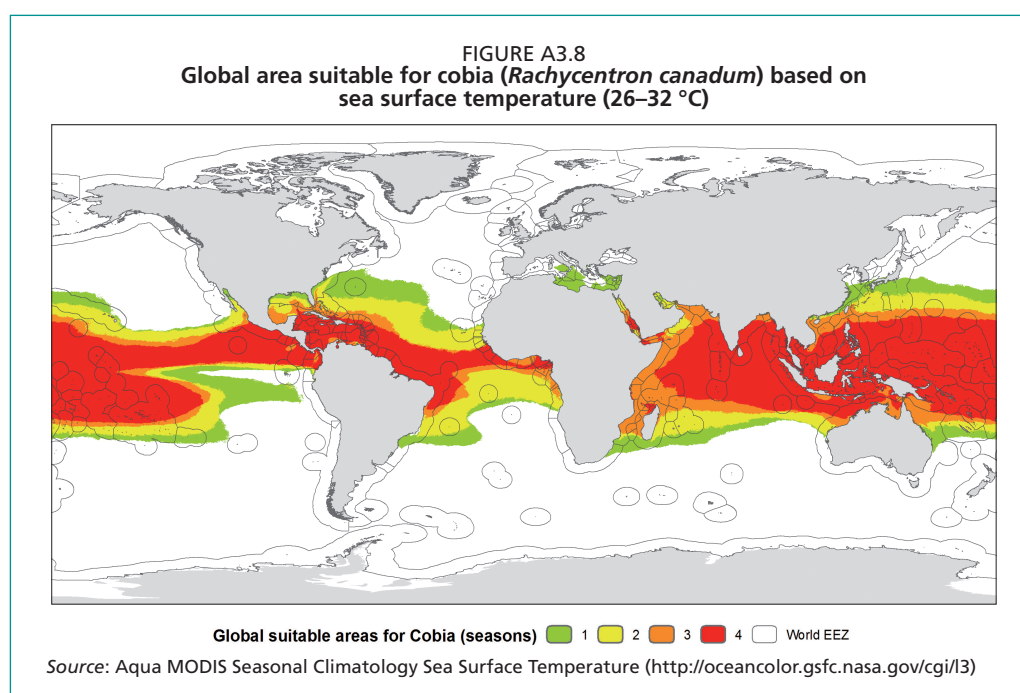 FIGURE A3.8
Global area suitable for cobia (Rachycentron canadum) based on
sea surface temperature (26–32 °C)
Global suitable areas for Cobia (seasons) 1 2 3 4 World EEZ
Source: Aqua MODIS Seasonal Climatology Sea Surface Temperature (http://oceancolor.gsfc.nasa.gov/cgi/l3)